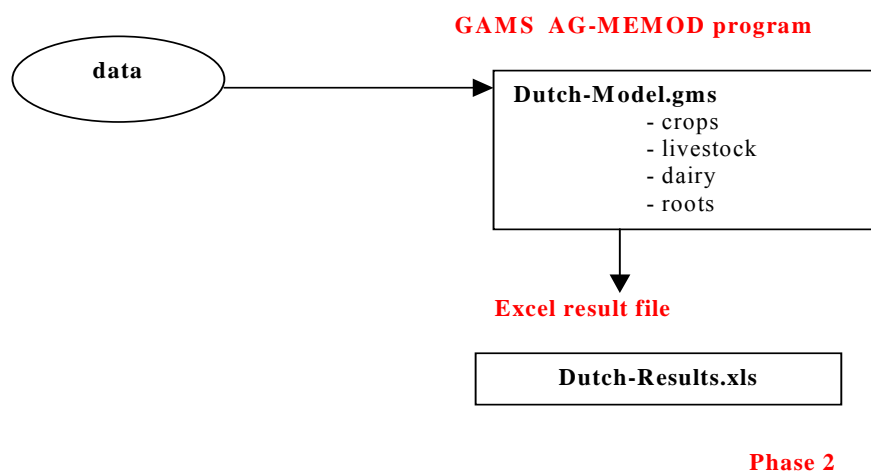 GAMS AG-MEMOD program
data
Dutch-Model.gms
- crops
- livestock
- dairy
- roots
Excel result file
Dutch-Results.xls
Phase 2